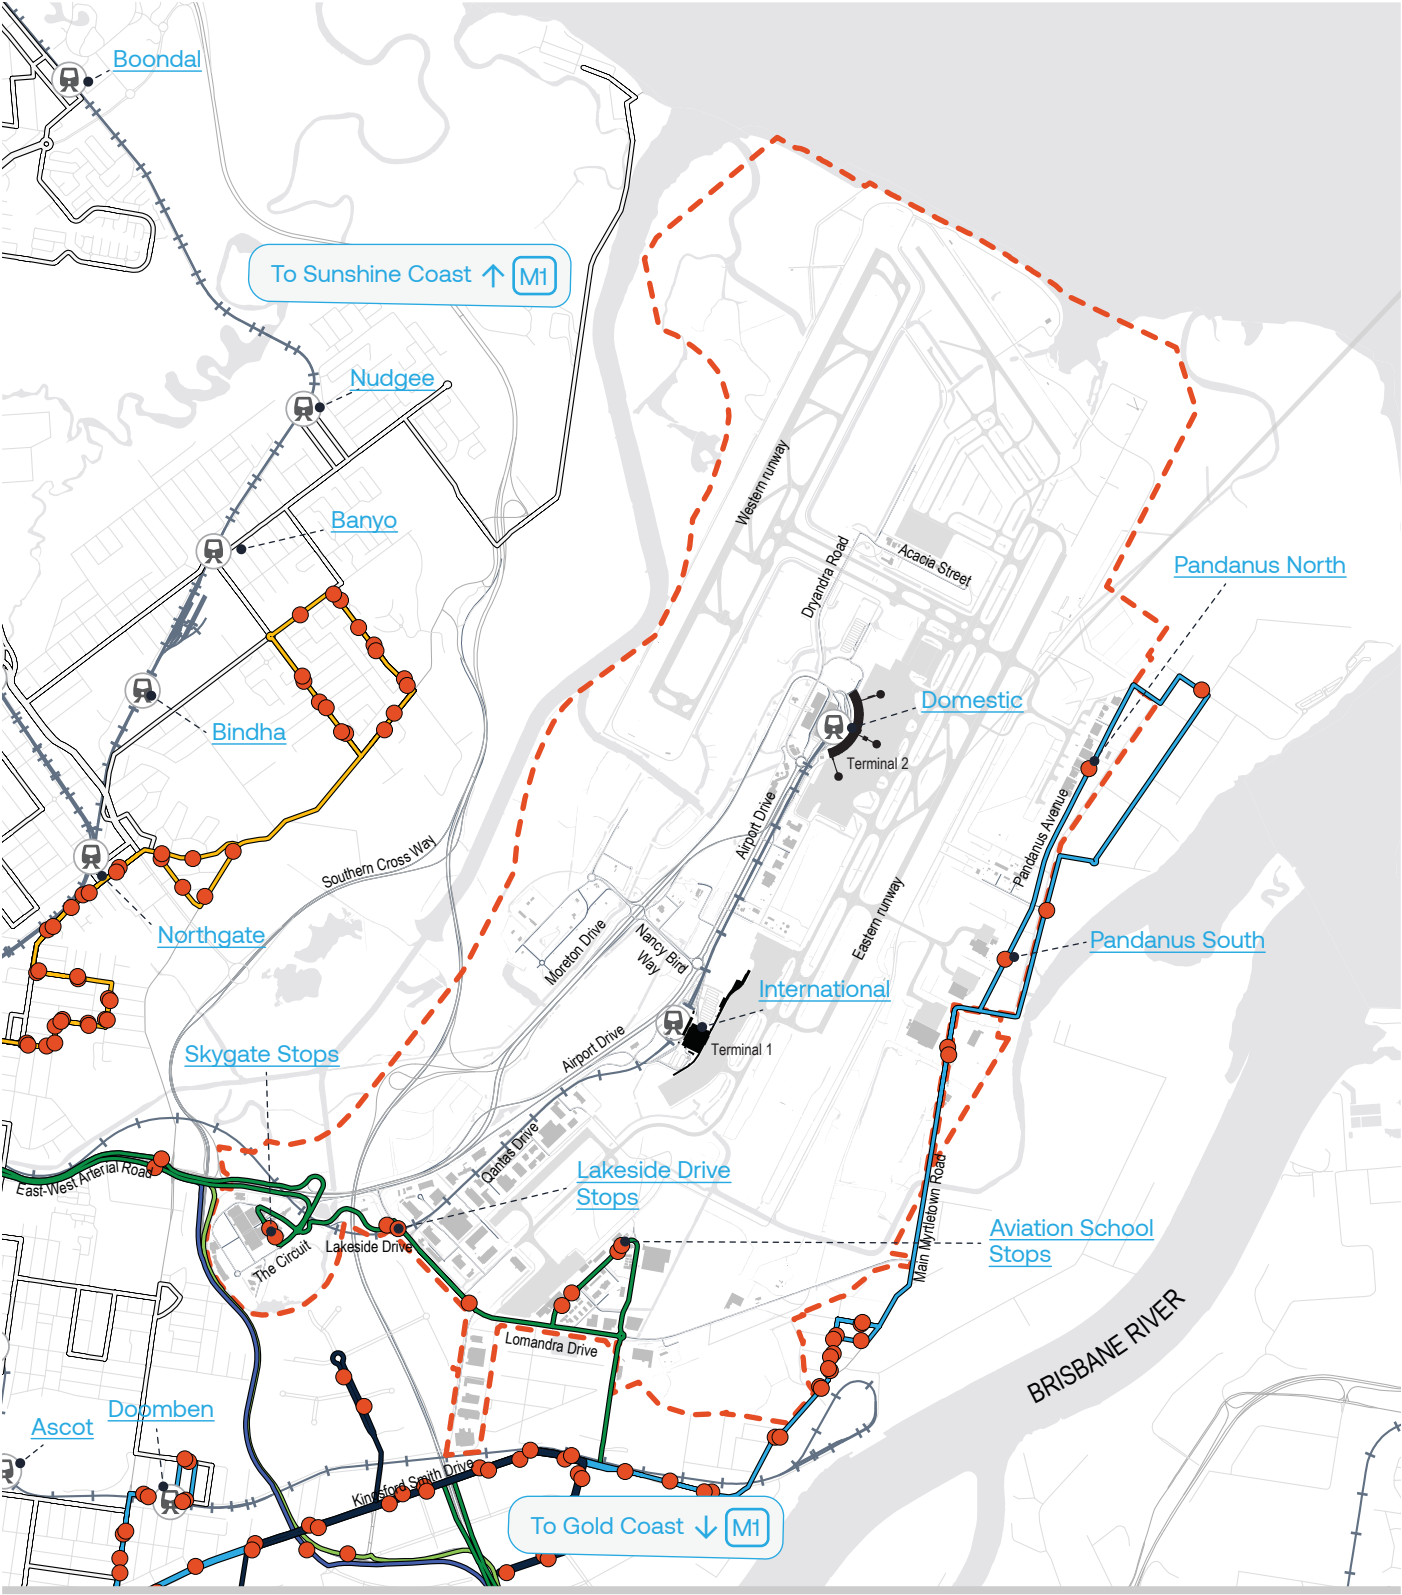 Boondal
To Sunshine Coast ↑ M1
Nudgee
Western runway
Banyo
Dryandra Road
Acacia Street
Pandanus North
Domestic
Bindha
Terminal 2
Airport Drive
Pandanus Avenue
Southern Cross Way
Eastern runway
Northgate
Moreton Drive
Nancy Bird
Way
Pandanus South
International
Skygate Stops
Airport Drive
Terminal 1
Qantas Drive
East-West Arterial Road
Lakeside Drive
Stops
Main Myrtletown Road
Aviation School
Stops
The Circuit
Lakeside Drive
Lomandra Drive
BRISBANE RIVER
Doomben
Ascot
Kingsford Smith Drive
To Gold Coast ↓ M1